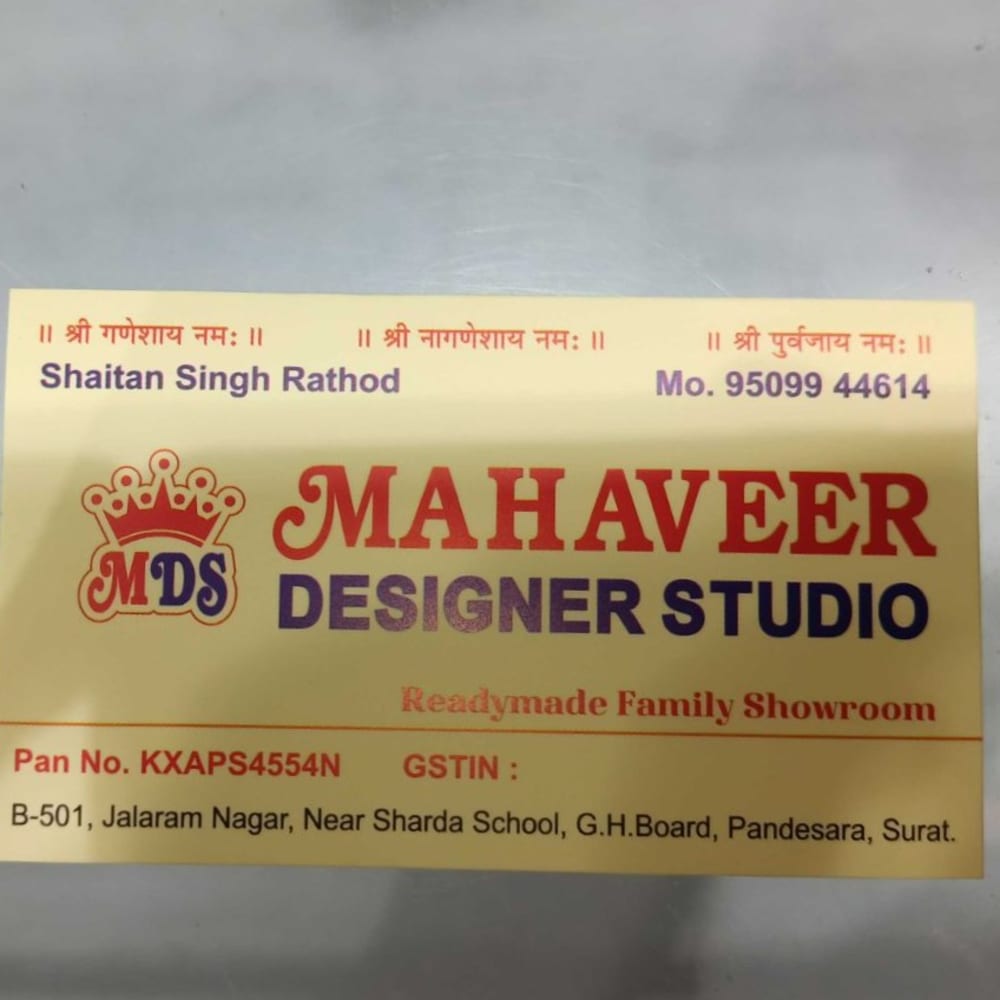 ॥ श्री गणेशाय नमः ॥ ॥ श्री नागणेशाय नमः ॥ ॥ श्री पुर्वजाय नमः ॥
Shaitan Singh Rathod Mo. 95099 44614
MDS
MAHAVEER
DESIGNER STUDIO
Readymade Family Showroom
Pan No. KXAPS4554N GSTIN :
B-501, Jalaram Nagar, Near Sharda School, G.H.Board, Pandesara, Surat.